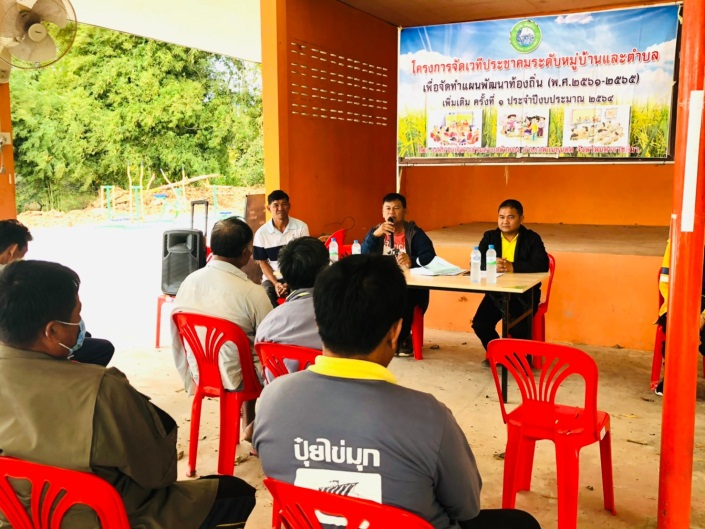 โครงการจัดเวทีประชาคมระดับหมู่บ้านและตำบล
เพื่อจัดทำแผนพัฒนาท้องถิ่น (พ.ศ.๒๕๖๑-๒๕๖๕)
เพิ่มเติม ครั้งที่ ๑ ประจำปีงบประมาณ ๒๕๖๔
ปุ๋ยไข่มุก